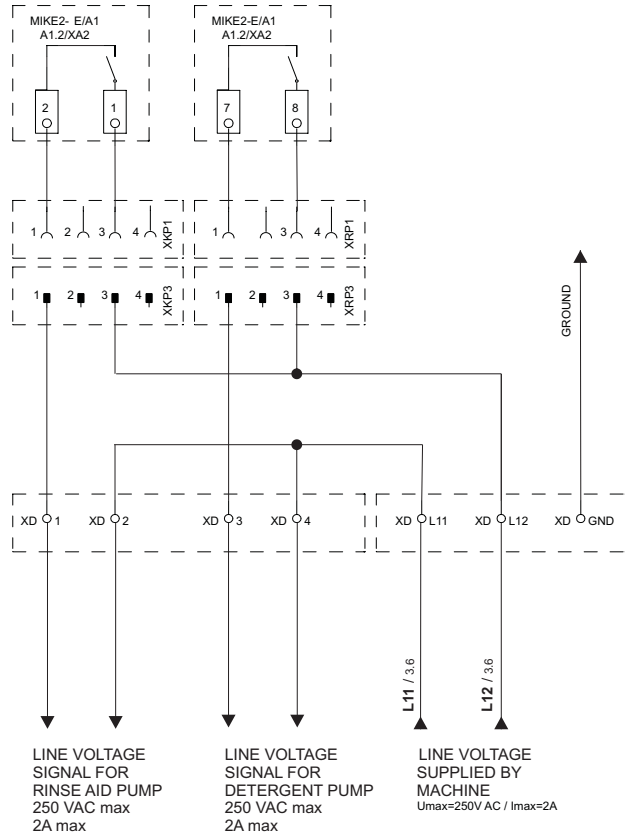 MIKE2- E/A1
A1.2/XA2
MIKE2-E/A1
A1.2/XA2
2 1 7 8
1 2 3 4 XKP1
1 3 4 XRP1
1 2 3 4 XKP3
1 2 3 4 XRP3
GROUND
XD 1 XD 2 XD 3 XD 4 XD L11 XD L12 XD GND
L11 / 3.6
L12 / 3.6
LINE VOLTAGE
SIGNAL FOR
RINSE AID PUMP
250 VAC max
2A max
LINE VOLTAGE
SIGNAL FOR
DETERGENT PUMP
250 VAC max
2A max
LINE VOLTAGE
SUPPLIED BY
MACHINE
Umax=250V AC / Imax=2A